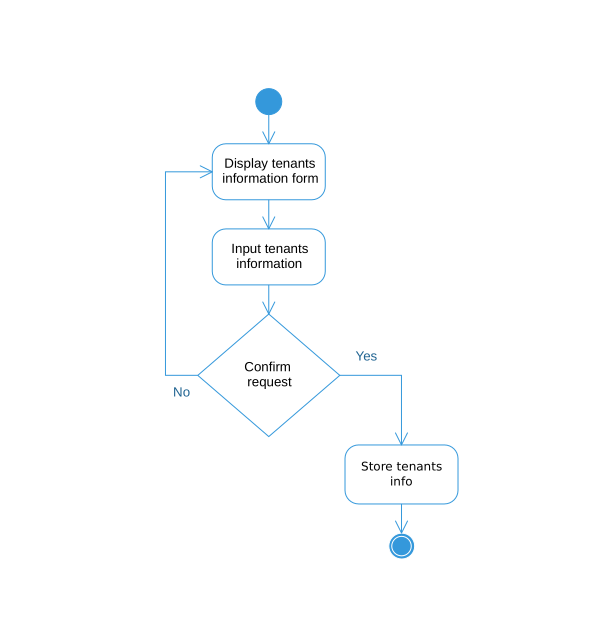 Display tenants
information form
Input tenants
information
Confirm
request
Yes
No
Store tenants
info